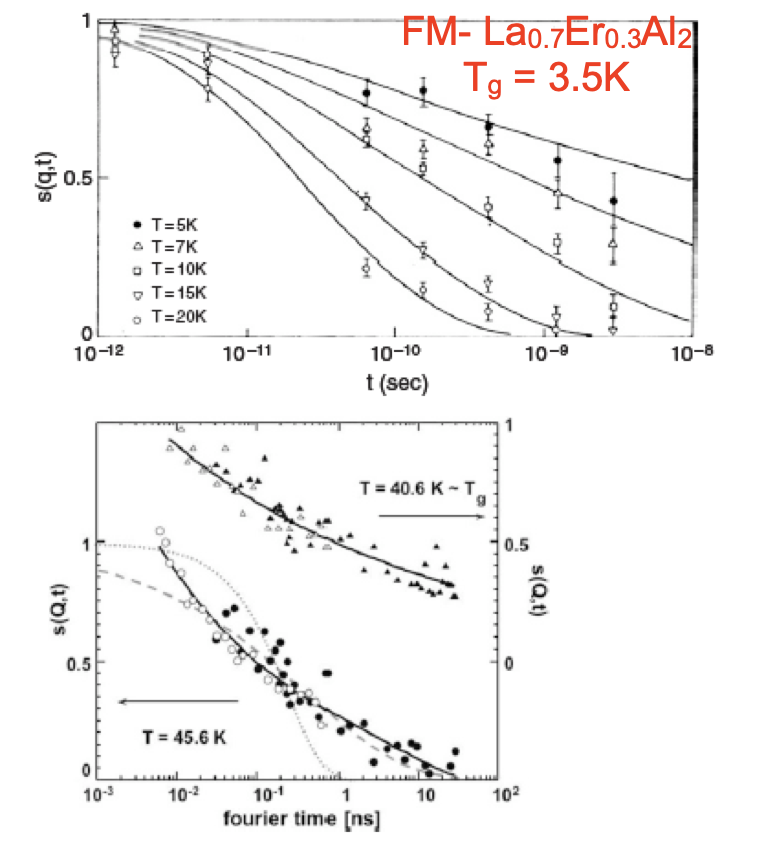 FM- La0.7Er0.3Al2
Tg = 3.5K
1
0.5
0
s(q,t)
T=5K
T=7K
T=10K
T=15K
T=20K
10−12
10−11
10−10
10−9
10−8
t (sec)
1
0.5
0
s(Q,t)
T = 40.6 K ~ Tg
1
0.5
0
s(Q,t)
T = 45.6 K
10-3
10-2
10-1
1
10
102
fourier time [ns]